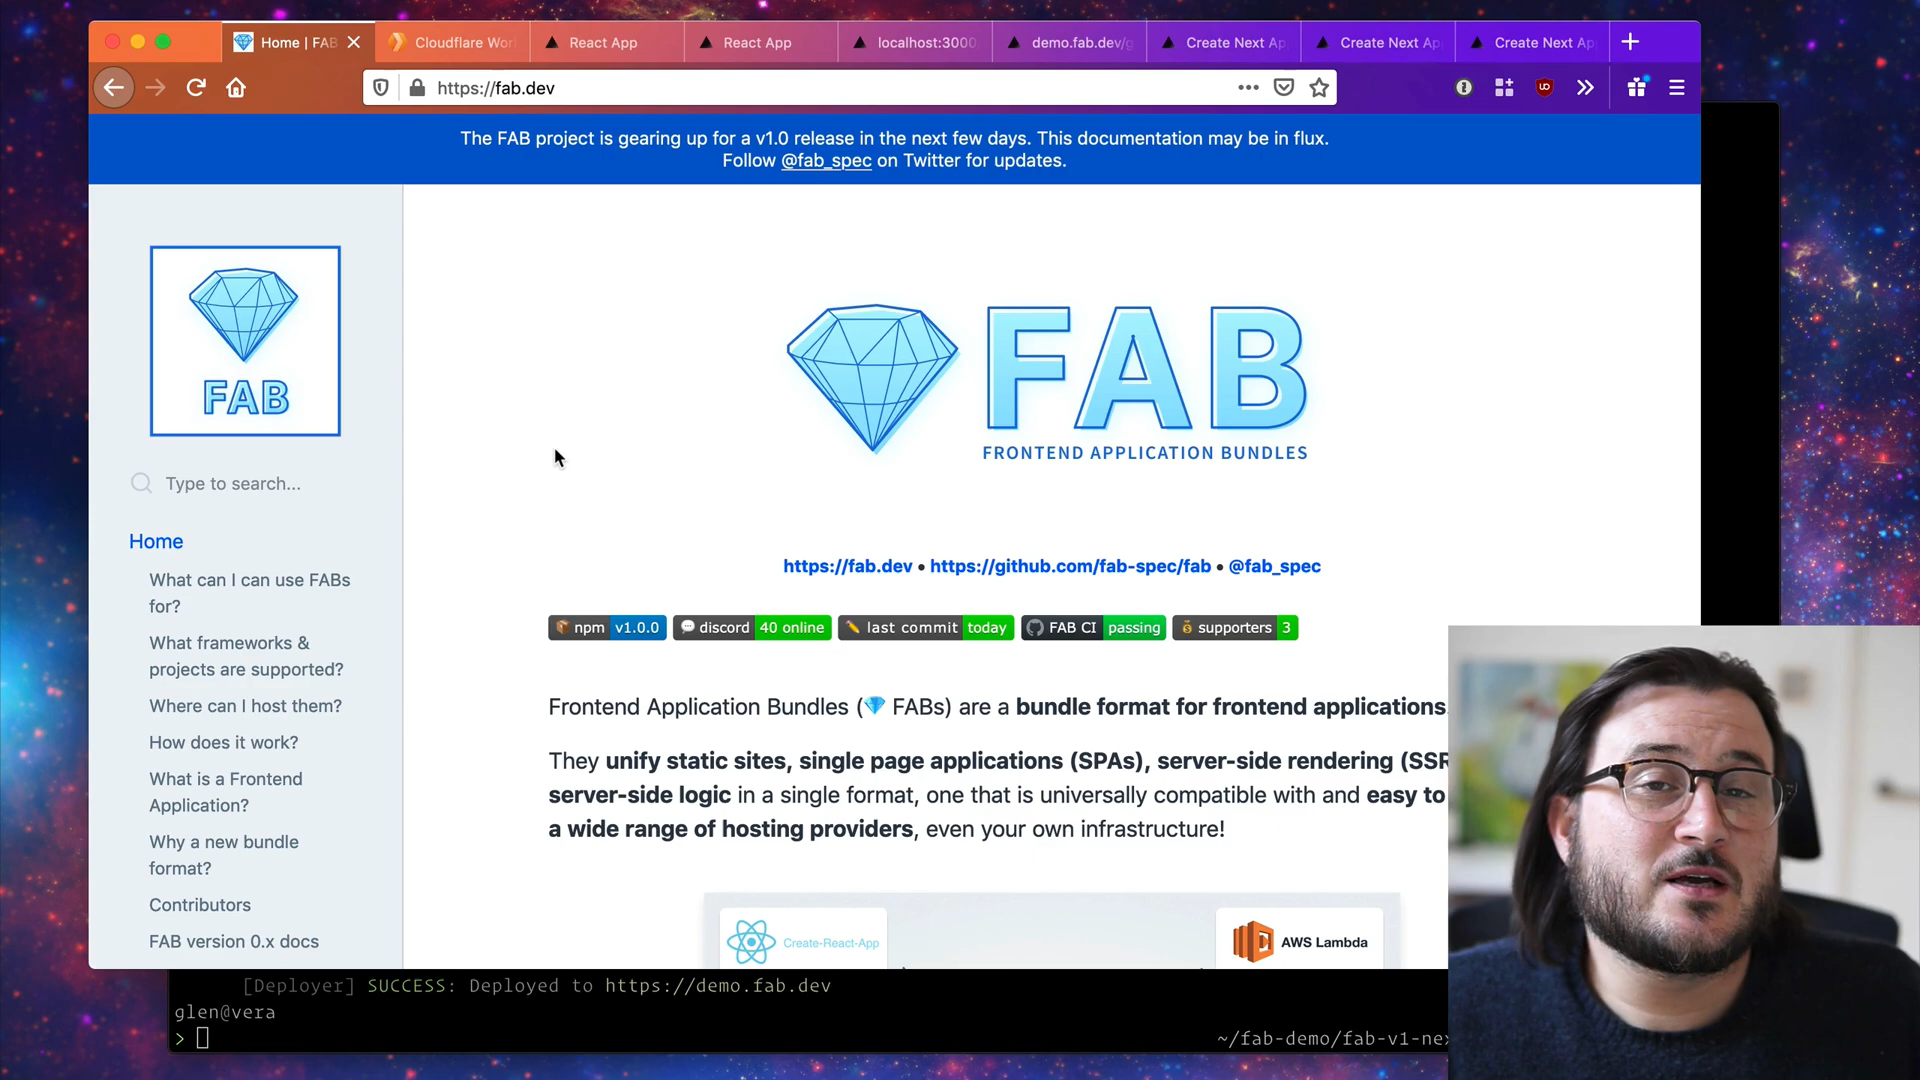 Home | FAB
Cloudflare Wor
React App
React App
localhost:3000
demo.fab.dev/g
Create Next Ap
Create Next Ap
Create Next Ap
https://fab.dev
The FAB project is gearing up for a v1.0 release in the next few days. This documentation may be in flux.
Follow @fab_spec on Twitter for updates.
FAB
Type to search...
Home
What can I can use FABs
for?
What frameworks &
projects are supported?
Where can I host them?
How does it work?
What is a Frontend
Application?
Why a new bundle
format?
Contributors
FAB version 0.x docs
FAB
FRONTEND APPLICATION BUNDLES
https://fab.dev • https://github.com/fab-spec/fab • @fab_spec
npm v1.0.0 discord 40 online last commit today FAB CI passing supporters 3
Frontend Application Bundles (💎 FABs) are a bundle format for frontend applications.
They unify static sites, single page applications (SPAs), server-side rendering (SSR
server-side logic in a single format, one that is universally compatible with and easy to
a wide range of hosting providers, even your own infrastructure!
Create-React-App
AWS Lambda
[Deployer] SUCCESS: Deployed to https://demo.fab.dev
glen@vera
>
~/fab-demo/fab-v1-nex